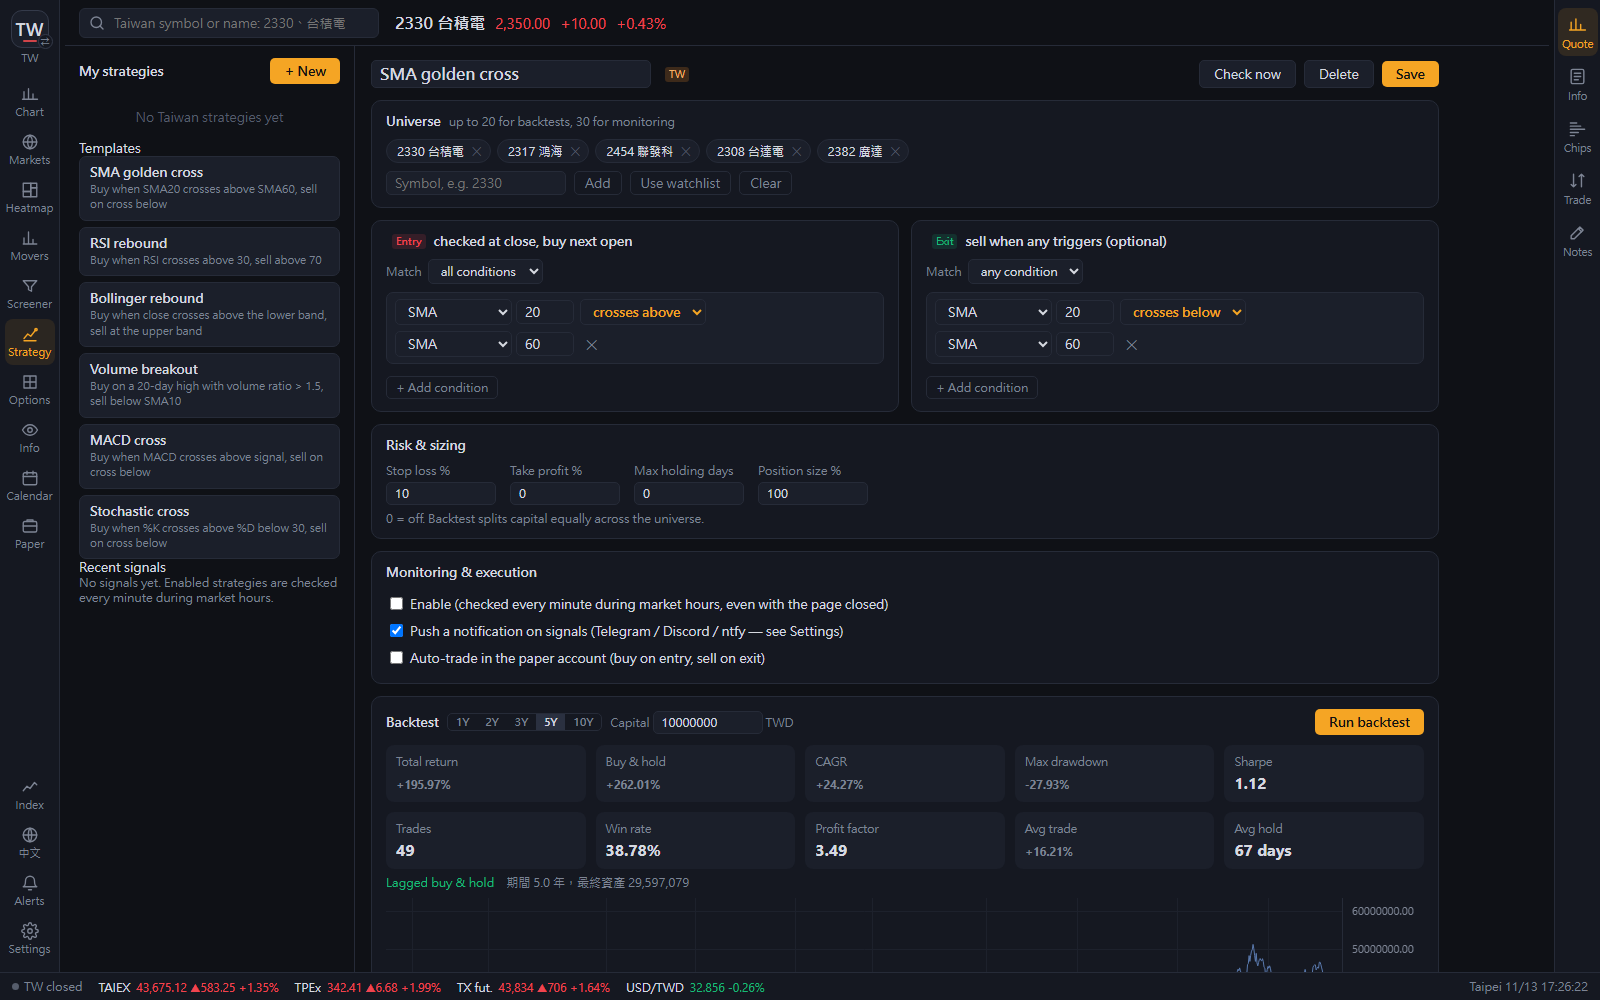 TW
Taiwan symbol or name: 2330、台積電
2330 台積電 2,350.00 +10.00 +0.43%
TW
Chart
Markets
Heatmap
Movers
Screener
Strategy
Options
Info
Calendar
Paper
Index
中文
Alerts
Settings
My strategies
+ New
No Taiwan strategies yet
Templates
SMA golden cross
Buy when SMA20 crosses above SMA60, sell
on cross below
RSI rebound
Buy when RSI crosses above 30, sell above 70
Bollinger rebound
Buy when close crosses above the lower band,
sell at the upper band
Volume breakout
Buy on a 20-day high with volume ratio > 1.5,
sell below SMA10
MACD cross
Buy when MACD crosses above signal, sell on
cross below
Stochastic cross
Buy when %K crosses above %D below 30, sell
on cross below
Recent signals
No signals yet. Enabled strategies are checked
every minute during market hours.
SMA golden cross TW Check now Delete Save
Universe up to 20 for backtests, 30 for monitoring
2330 台積電 2317 鴻海 2454 聯發科 2308 台達電 2382 廣達
Symbol, e.g. 2330 Add Use watchlist Clear
Entry checked at close, buy next open
Match all conditions
SMA 20 crosses above
SMA 60
+ Add condition
Exit sell when any triggers (optional)
Match any condition
SMA 20 crosses below
SMA 60
+ Add condition
Risk & sizing
Stop loss % Take profit % Max holding days Position size %
10 0 0 100
0 = off. Backtest splits capital equally across the universe.
Monitoring & execution
Enable (checked every minute during market hours, even with the page closed)
Push a notification on signals (Telegram / Discord / ntfy — see Settings)
Auto-trade in the paper account (buy on entry, sell on exit)
Backtest 1Y 2Y 3Y 5Y 10Y Capital 10000000 TWD Run backtest
Total return Buy & hold CAGR Max drawdown Sharpe
+195.97% +262.01% +24.27% -27.93% 1.12
Trades Win rate Profit factor Avg trade Avg hold
49 38.78% 3.49 +16.21% 67 days
Lagged buy & hold 期間 5.0 年，最終資產 29,597,079
60000000.00
50000000.00
Quote
Info
Chips
Trade
Notes
TW closed TAIEX 43,675.12 ▲583.25 +1.35% TPEx 342.41 ▲6.68 +1.99% TX fut. 43,834 ▲706 +1.64% USD/TWD 32.856 -0.26% Taipei 11/13 17:26:22